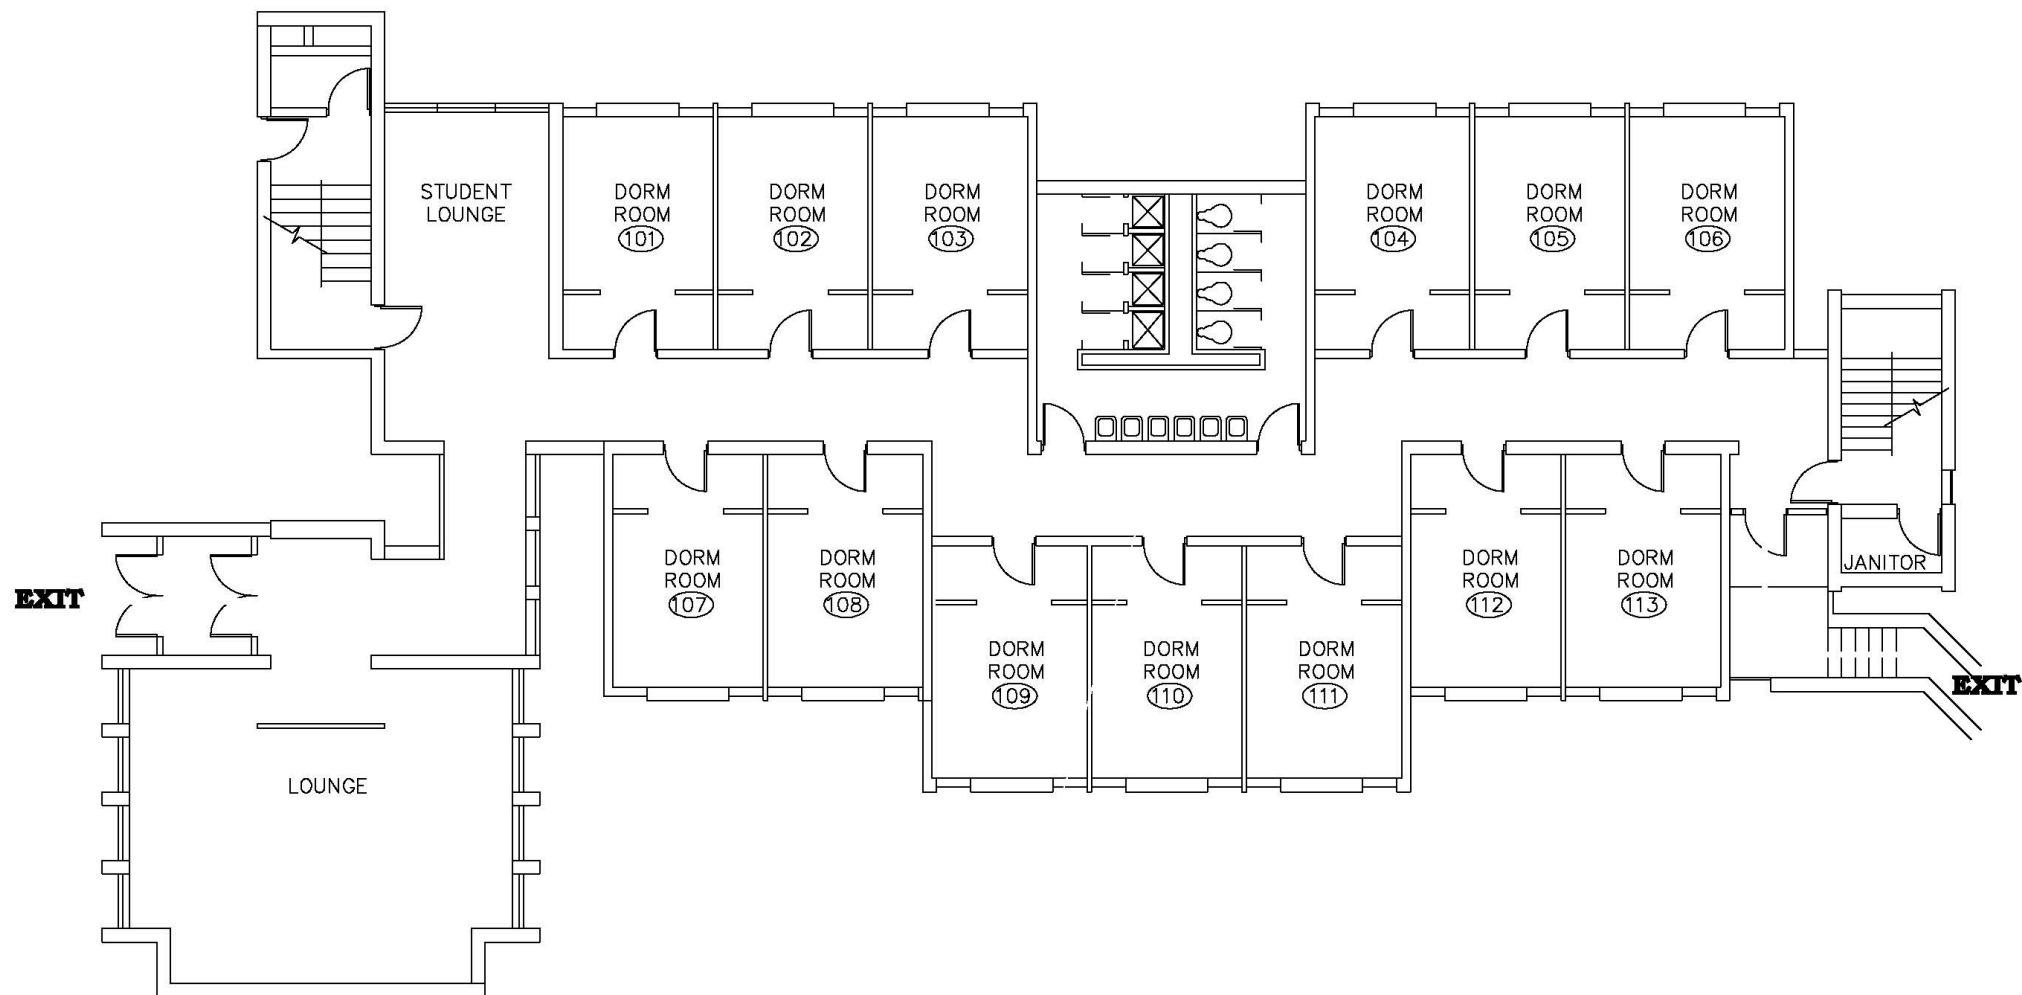 STUDENT
LOUNGE
DORM
ROOM
101
DORM
ROOM
102
DORM
ROOM
103
DORM
ROOM
104
DORM
ROOM
105
DORM
ROOM
106
EXIT
DORM
ROOM
107
DORM
ROOM
108
DORM
ROOM
109
DORM
ROOM
110
DORM
ROOM
111
DORM
ROOM
112
DORM
ROOM
113
JANITOR
EXIT
LOUNGE